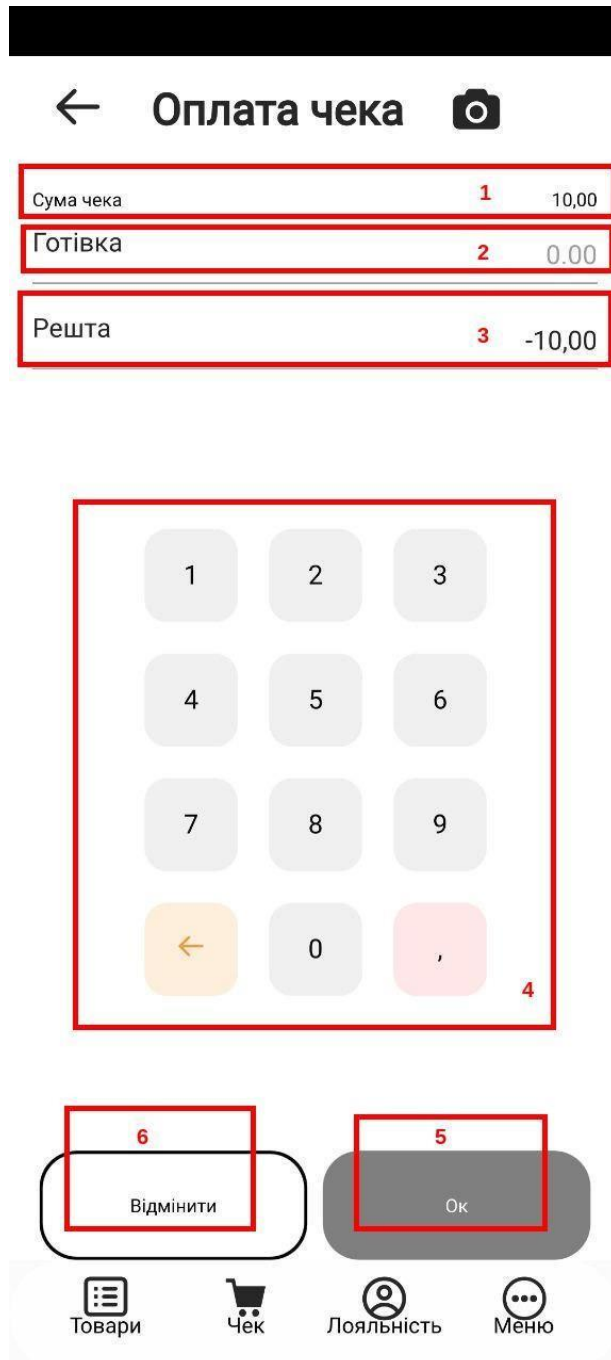 Оплата чека
Сума чека 1 10,00
Готівка 2 0.00
Решта 3 -10,00
1 2 3
4 5 6
7 8 9
0 ,
4
6 5
Відмінити Ок
Товари Чек Лояльність Меню